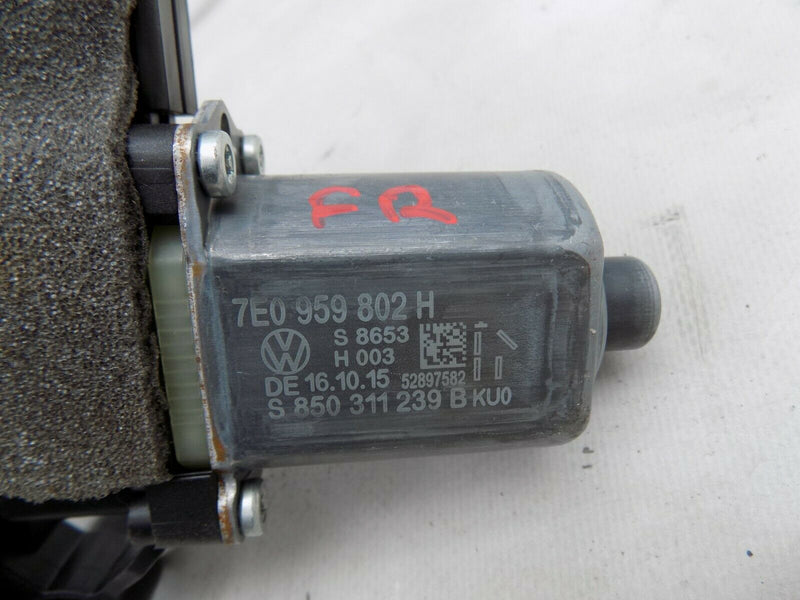 FR
7E0 959 802 H
S 8653
H 003
DE 16.10.15 52897582
S 850 311 239 B KU0